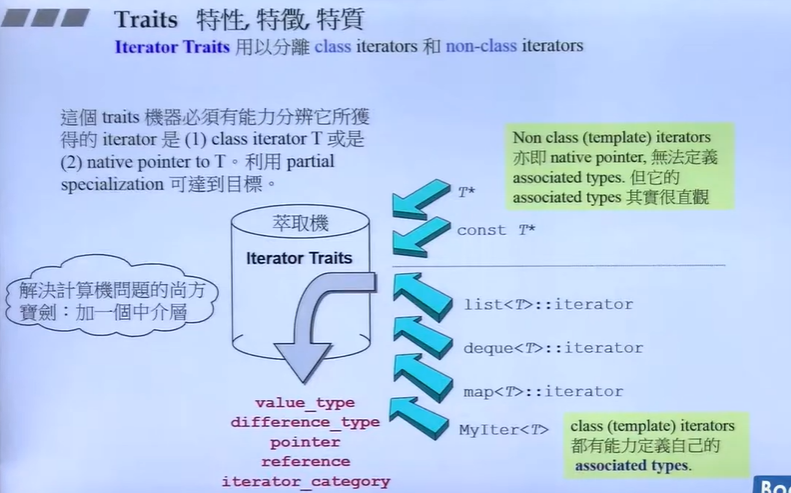 Traits 特性, 特徵, 特質
Iterator Traits 用以分離 class iterators 和 non-class iterators
這個 traits 機器必須有能力分辨它所獲
得的 iterator 是 (1) class iterator T 或是
(2) native pointer to T。利用 partial
specialization 可達到目標。
Non class (template) iterators
亦即 native pointer, 無法定義
associated types. 但它的
associated types 其實很直觀
T*
const T*
萃取機
Iterator Traits
解決計算機問題的尚方
寶劍：加一個中介層
list<T>::iterator
deque<T>::iterator
map<T>::iterator
MyIter<T>
value_type
difference_type
pointer
reference
iterator_category
class (template) iterators
都有能力定義自己的
associated types.